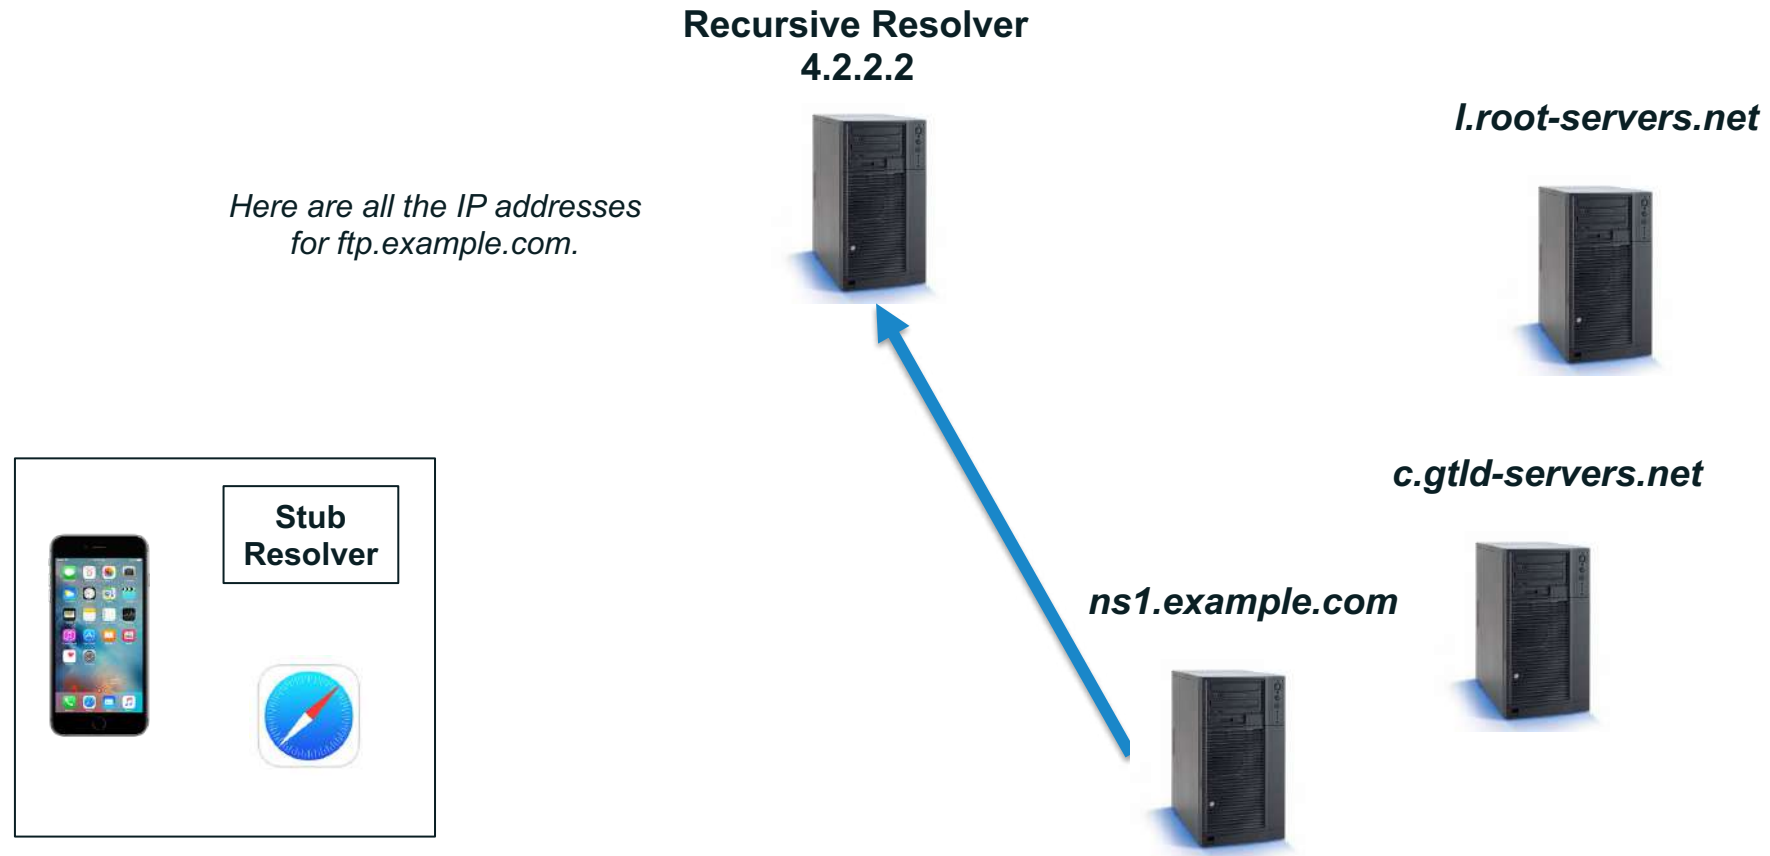 Recursive Resolver
4.2.2.2
l.root-servers.net
Here are all the IP addresses
for ftp.example.com.
c.gtld-servers.net
Stub
Resolver
ns1.example.com